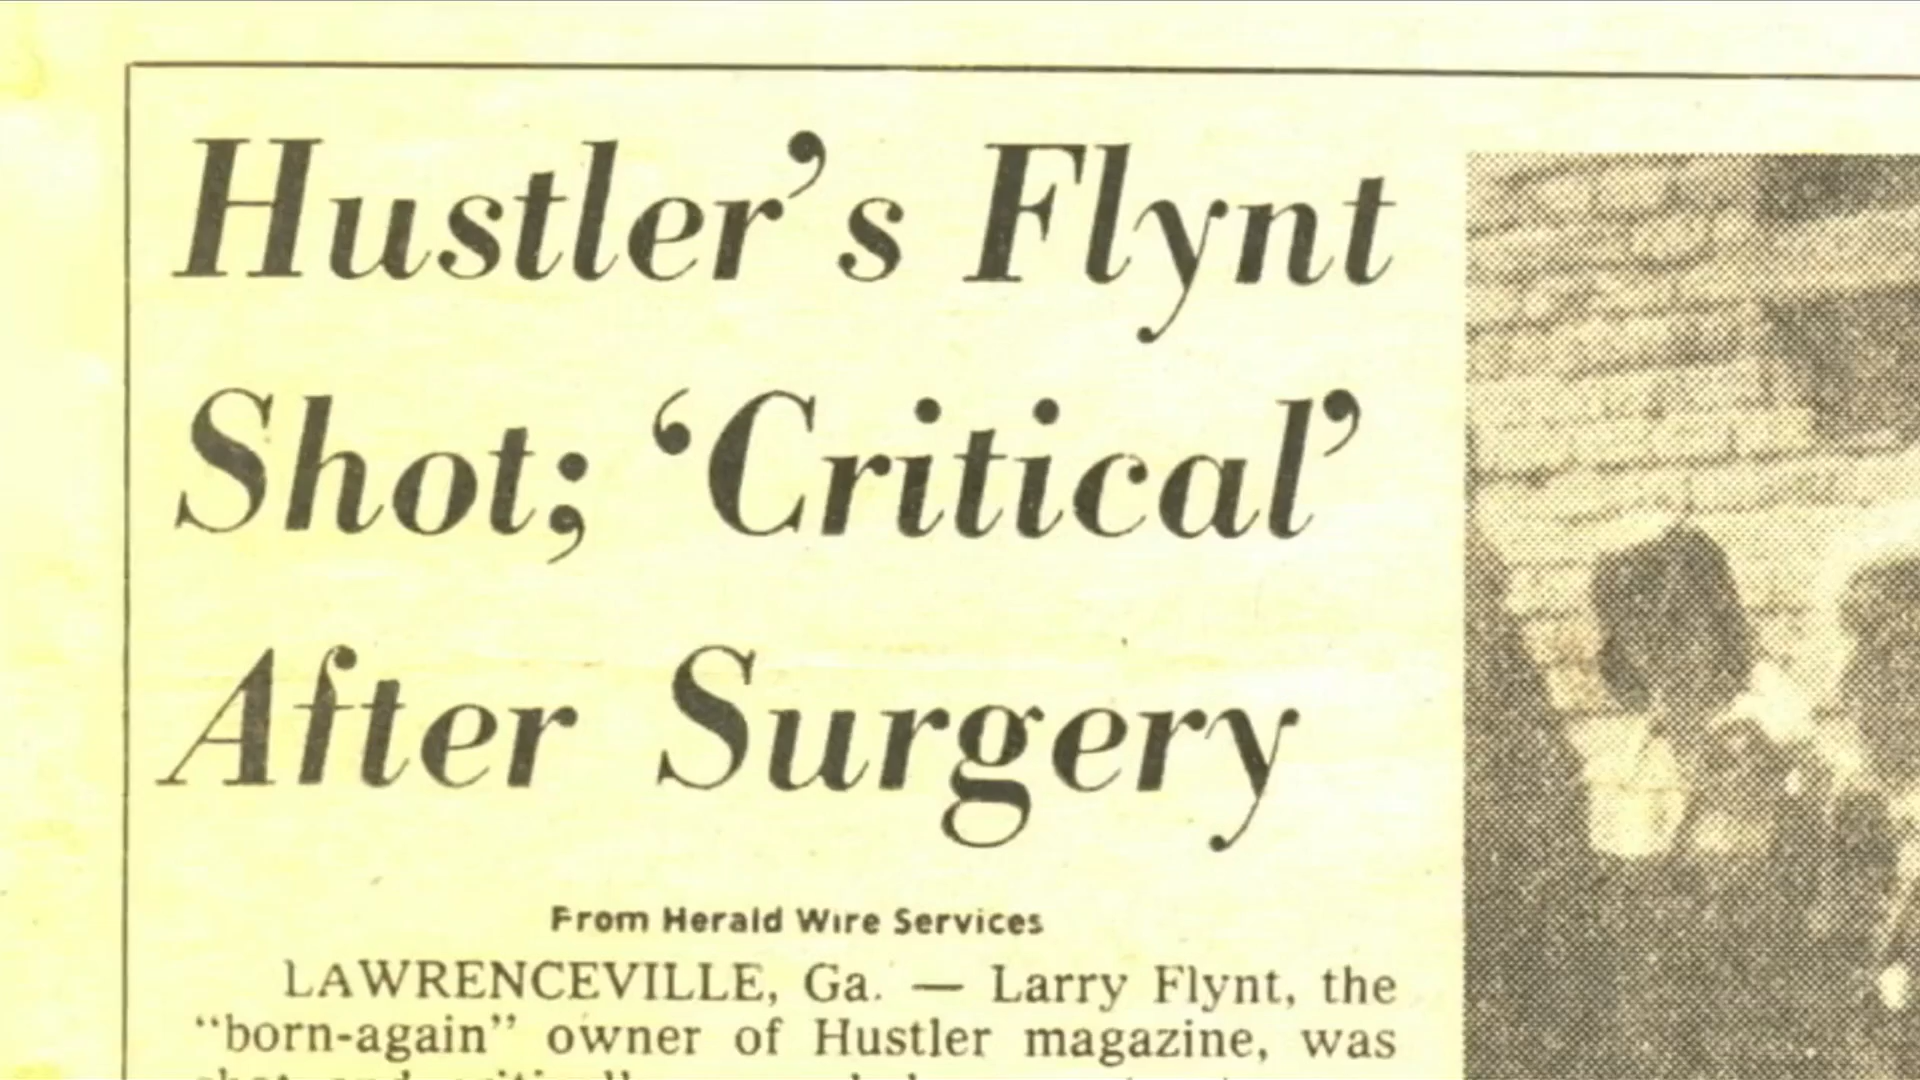 Hustler's Flynt
Shot; 'Critical'
After Surgery
From Herald Wire Services
LAWRENCEVILLE, Ga. — Larry Flynt, the
"born-again" owner of Hustler magazine, was